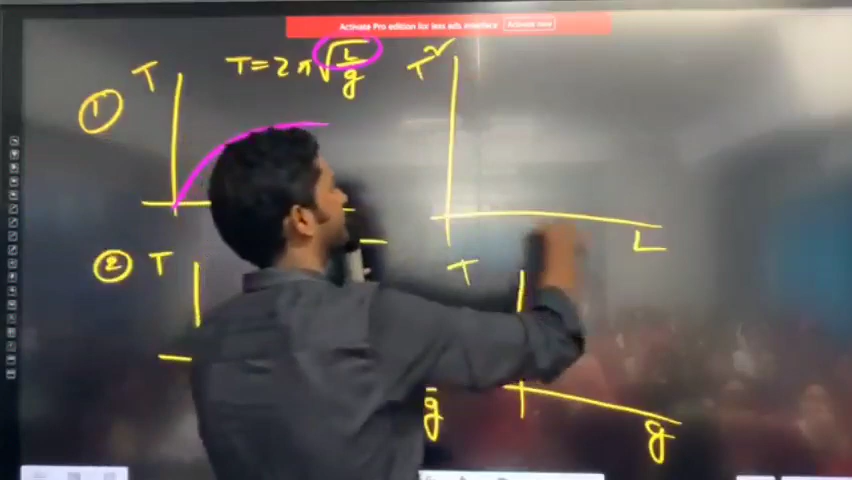 Activate Pro edition for less ads interface Activate now
T = 2π√(L/g)
① T
T² L
② T
T
g
g